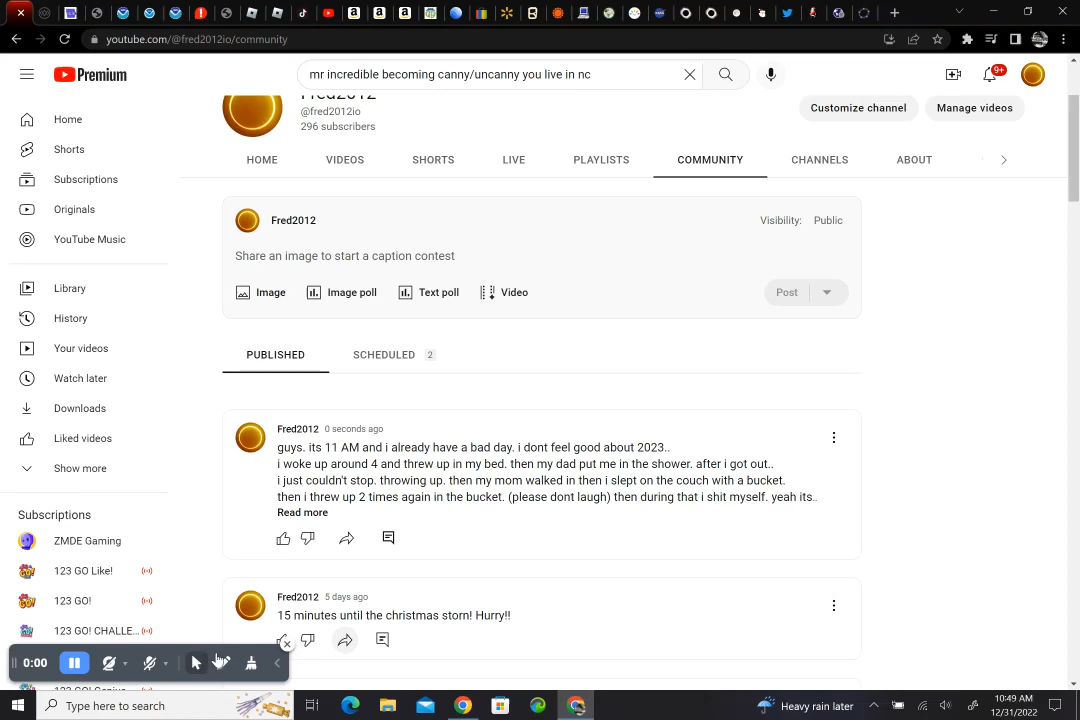 youtube.com/@fred2012io/community
Premium
mr incredible becoming canny/uncanny you live in nc
9+
Home
Shorts
Subscriptions
Originals
YouTube Music
Library
History
Your videos
Watch later
Downloads
Liked videos
Show more
Subscriptions
ZMDE Gaming
123 GO Like!
123 GO!
123 GO! CHALLE...
Fred2012
@fred2012io
296 subscribers
Customize channel
Manage videos
HOME
VIDEOS
SHORTS
LIVE
PLAYLISTS
COMMUNITY
CHANNELS
ABOUT
Fred2012
Visibility: Public
Share an image to start a caption contest
Image
Image poll
Text poll
Video
Post
PUBLISHED
SCHEDULED 2
Fred2012 0 seconds ago
guys. its 11 AM and i already have a bad day. i dont feel good about 2023..
i woke up around 4 and threw up in my bed. then my dad put me in the shower. after i got out..
i just couldn't stop. throwing up. then my mom walked in then i slept on the couch with a bucket.
then i threw up 2 times again in the bucket. (please dont laugh) then during that i shit myself. yeah its..
Read more
Fred2012 5 days ago
15 minutes until the christmas storn! Hurry!!
0:00
Type here to search
Heavy rain later
10:49 AM
12/31/2022